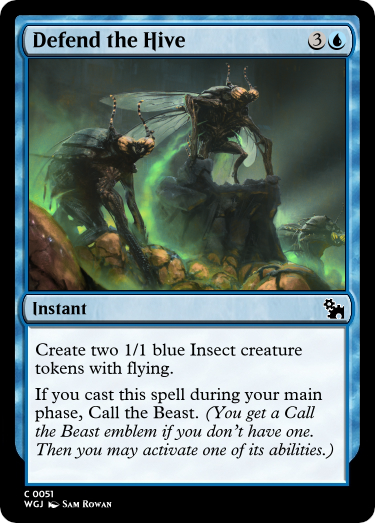 Defend the Hive 3
Instant
Create two 1/1 blue Insect creature
tokens with flying.
If you cast this spell during your main
phase, Call the Beast. (You get a Call
the Beast emblem if you don't have one.
Then you may activate one of its abilities.)
C 0051
WGJ Sam Rowan